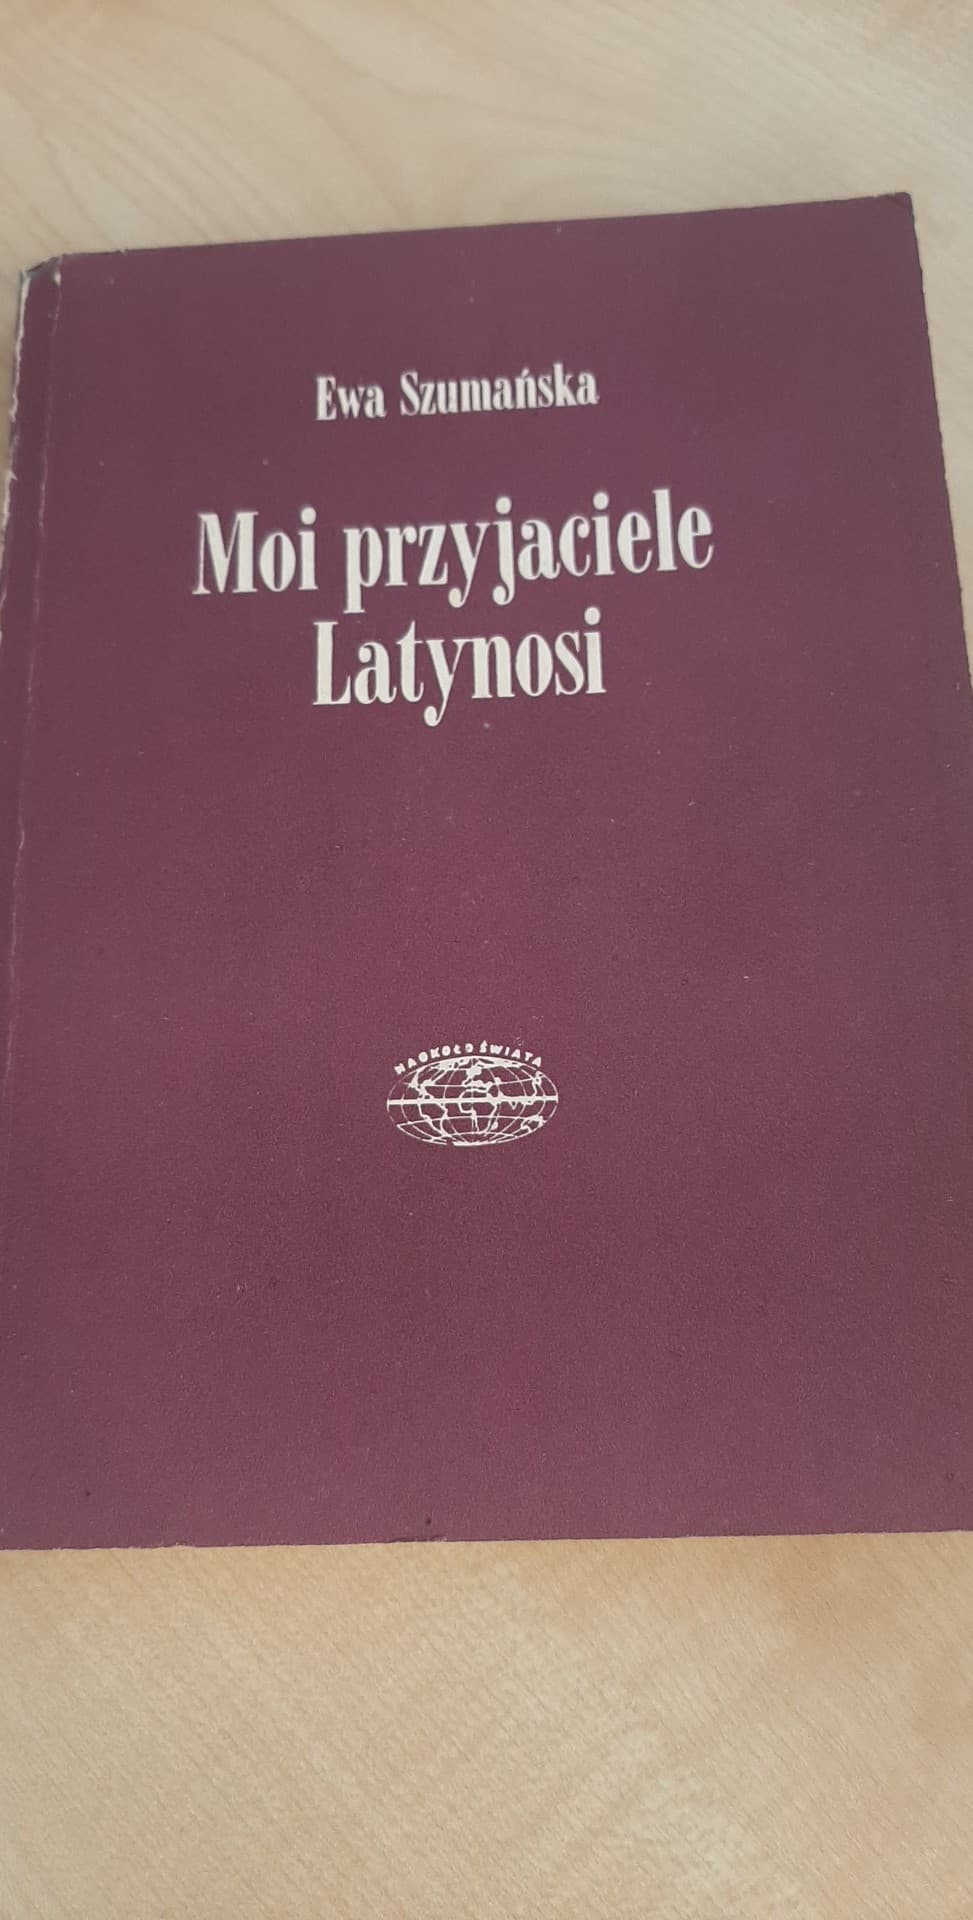 Ewa Szumańska
Moi przyjaciele
Latynosi
NAOKOŁO ŚWIATA